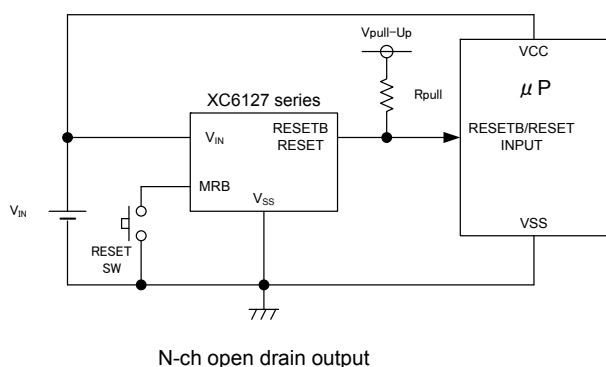 Vpull-Up
VCC
μ P
XC6127 series
Rpull
RESETB
RESETB/RESET
VIN
RESET
INPUT
MRB
VSS
VSS
VIN
RESET
SW
N-ch open drain output